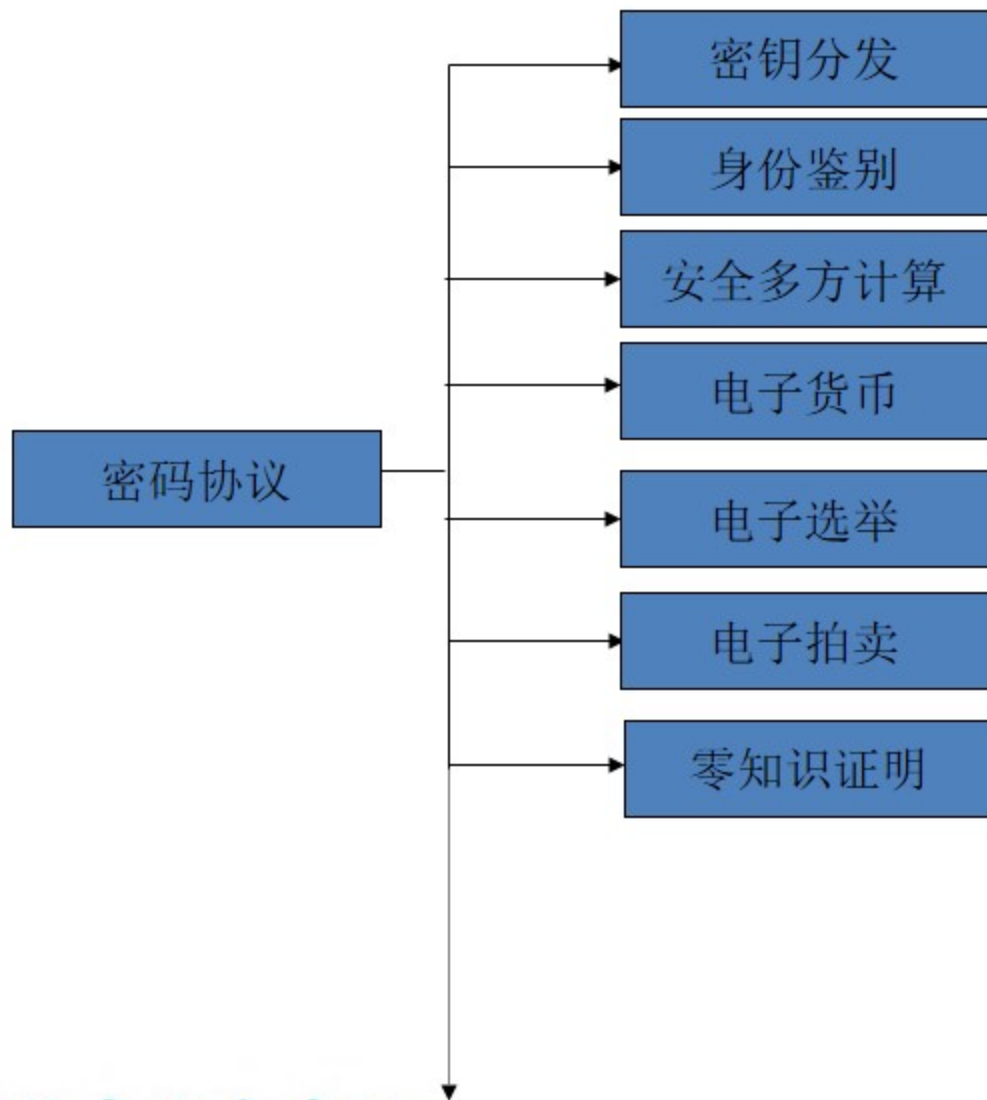 密钥分发
身份鉴别
安全多方计算
电子货币
密码协议
电子选举
电子拍卖
零知识证明